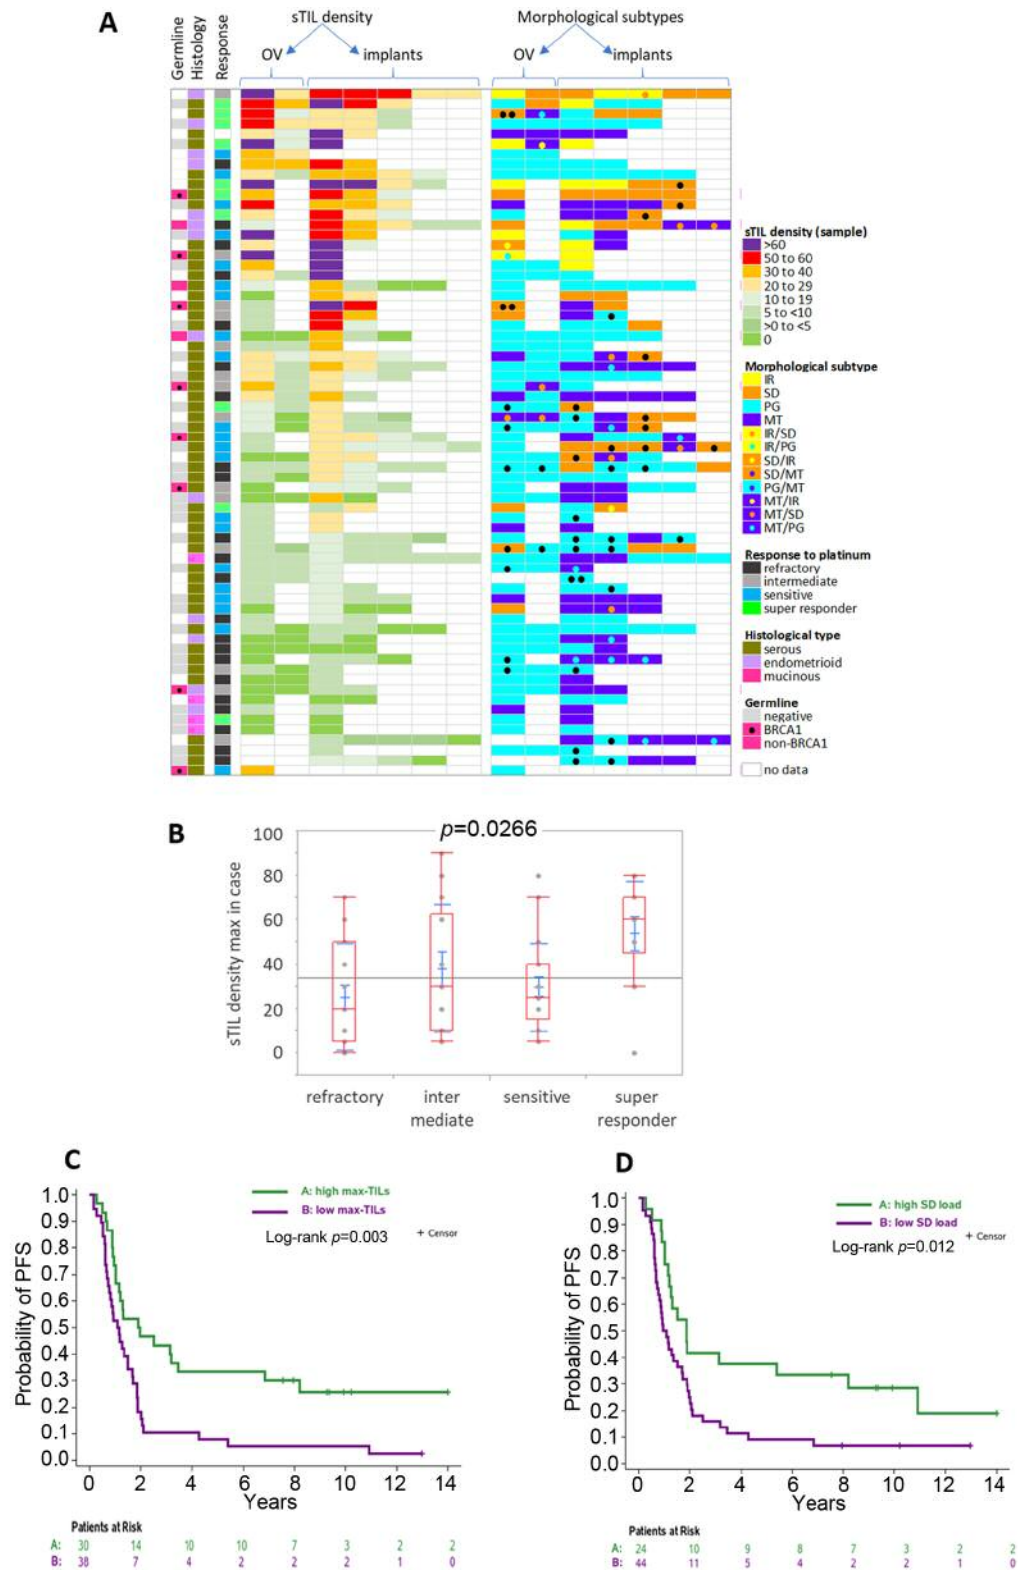 A
sTIL density
Morphological subtypes
Germline
Histology
Response
OV
implants
OV
implants
sTIL density (sample)
>60
50 to 60
30 to 40
20 to 29
10 to 19
5 to <10
>0 to <5
0
Morphological subtype
IR
SD
PG
MT
IR/SD
IR/PG
SD/IR
SD/MT
PG/MT
MT/IR
MT/SD
MT/PG
Response to platinum
refractory
intermediate
sensitive
super responder
Histological type
serous
endometrioid
mucinous
Germline
negative
BRCA1
non-BRCA1
no data
B
p=0.0266
sTIL density max in case
100
80
60
40
20
0
refractory
inter mediate
sensitive
super responder
C
A: high max-TILs
B: low max-TILs
Log-rank p=0.003
+ Censor
Probability of PFS
1.0
0.9
0.8
0.7
0.6
0.5
0.4
0.3
0.2
0.1
0.0
0 2 4 6 8 10 12 14
Years
Patients at Risk
A: 30 14 10 10 7 3 2 2
B: 38 7 4 2 2 2 1 0
D
A: high SD load
B: low SD load
Log-rank p=0.012
+ Censor
Probability of PFS
1.0
0.9
0.8
0.7
0.6
0.5
0.4
0.3
0.2
0.1
0.0
0 2 4 6 8 10 12 14
Years
Patients at Risk
A: 24 10 9 8 7 3 2 2
B: 44 11 5 4 2 2 1 0